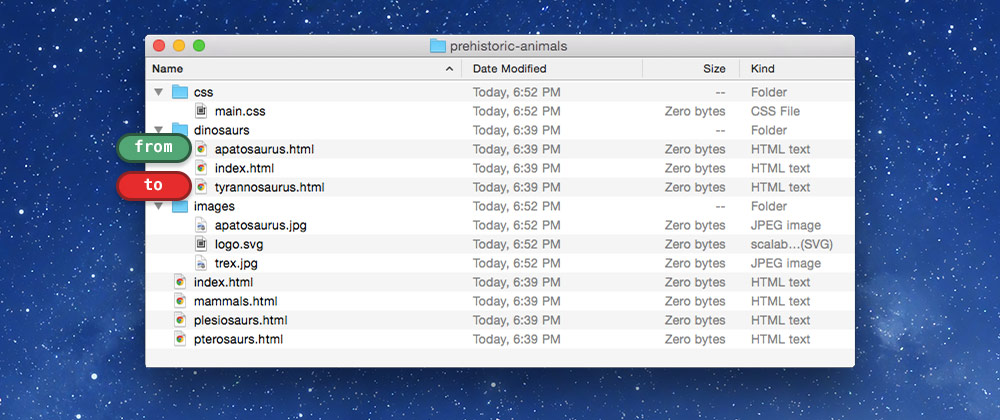 prehistoric-animals
Name Date Modified Size Kind
css Today, 6:52 PM -- Folder
main.css Today, 6:52 PM Zero bytes CSS File
dinosaurs Today, 6:39 PM -- Folder
from apatosaurus.html Today, 6:39 PM Zero bytes HTML text
index.html Today, 6:39 PM Zero bytes HTML text
to tyrannosaurus.html Today, 6:39 PM Zero bytes HTML text
images Today, 6:52 PM -- Folder
apatosaurus.jpg Today, 6:52 PM Zero bytes JPEG image
logo.svg Today, 6:52 PM Zero bytes scalab...(SVG)
trex.jpg Today, 6:52 PM Zero bytes JPEG image
index.html Today, 6:39 PM Zero bytes HTML text
mammals.html Today, 6:39 PM Zero bytes HTML text
plesiosaurs.html Today, 6:39 PM Zero bytes HTML text
pterosaurs.html Today, 6:39 PM Zero bytes HTML text